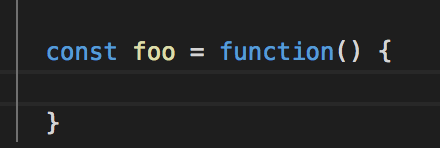 const foo = function() {
}